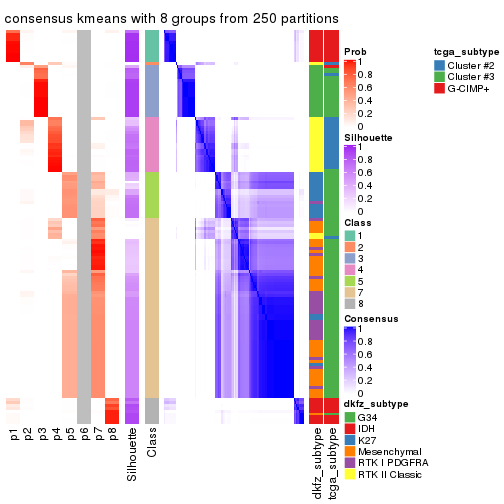 consensus kmeans with 8 groups from 250 partitions
Prob
1
0.8
0.6
0.4
0.2
0
Silhouette
1
0.8
0.6
0.4
0.2
0
Class
1
2
3
4
5
7
8
Consensus
1
0.8
0.6
0.4
0.2
0
dkfz_subtype
G34
IDH
K27
Mesenchymal
RTK I PDGFRA
RTK II Classic
tcga_subtype
Cluster #2
Cluster #3
G-CIMP+
p1
p2
p3
p4
p5
p6
p7
p8
Silhouette
Class
dkfz_subtype
tcga_subtype